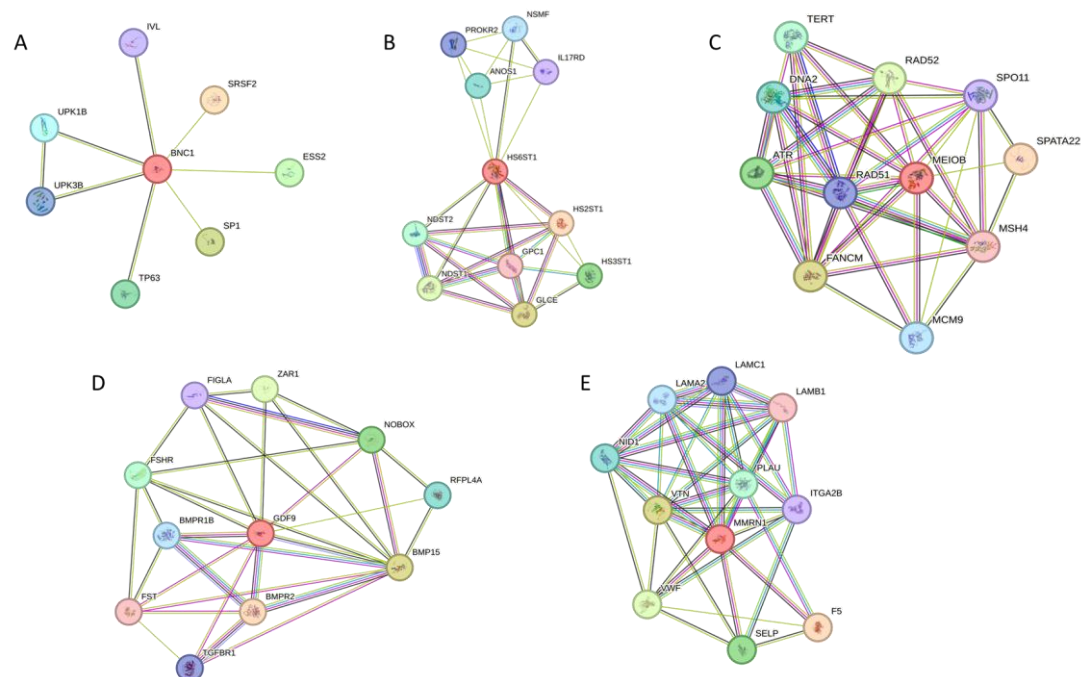 A
IVL
SRSF2
UPK1B
BNC1
ESS2
UPK3B
SP1
TP63
B
NSMF
PROKR2
IL17RD
ANOS1
HS6ST1
NDST2
HS2ST1
GPC1
HS3ST1
NDST1
GLCE
C
TERT
RAD52
DNA2
SPO11
SPATA22
ATR
MEIOB
RAD51
MSH4
FANCM
MCM9
D
FIGLA
ZAR1
NOBOX
FSHR
RFPL4A
GDF9
BMPR1B
BMP15
FST
BMPR2
TGFBR1
E
LAMC1
LAMA2
LAMB1
NID1
PLAU
VTN
ITGA2B
MMRN1
VWF
F5
SELP